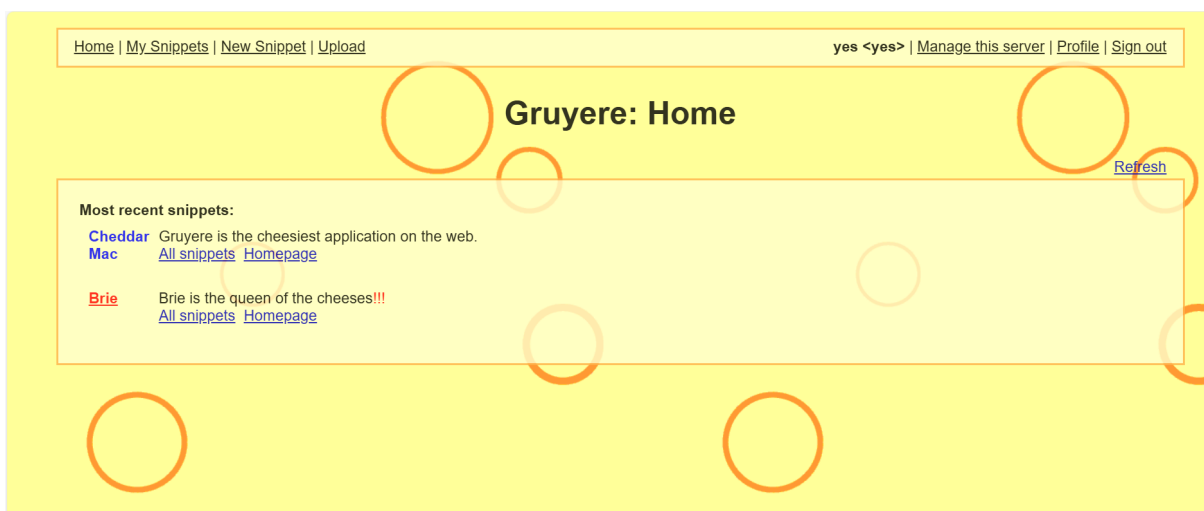 Home | My Snippets | New Snippet | Upload
yes <yes> | Manage this server | Profile | Sign out
Gruyere: Home
Refresh
Most recent snippets:
Cheddar Gruyere is the cheesiest application on the web.
Mac All snippets Homepage
Brie Brie is the queen of the cheeses!!!
All snippets Homepage